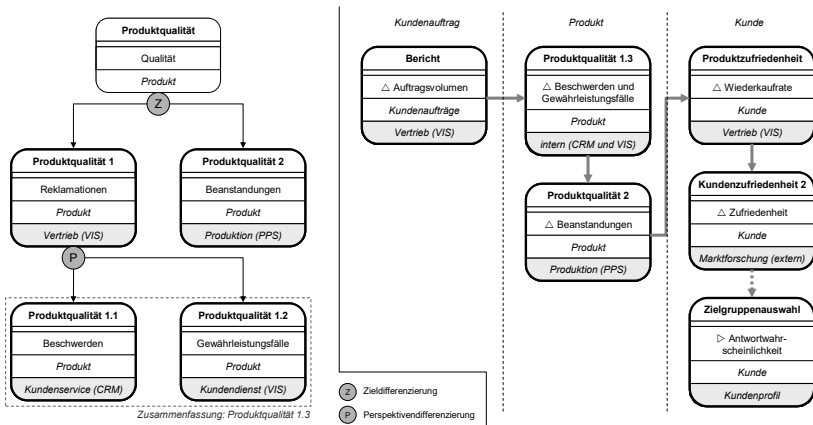 Produktqualität
Qualität
Produkt
Z
Produktqualität 1
Reklamationen
Produkt
Vertrieb (VIS)
Produktqualität 2
Beanstandungen
Produkt
Produktion (PPS)
P
Produktqualität 1.1
Beschwerden
Produkt
Kundenservice (CRM)
Produktqualität 1.2
Gewährleistungsfälle
Produkt
Kundendienst (VIS)
Zusammenfassung: Produktqualität 1.3
Z Zieldifferenzierung
P Perspektivendifferenzierung
Kundenauftrag
Bericht
△ Auftragsvolumen
Kundenaufträge
Vertrieb (VIS)
Produkt
Produktqualität 1.3
△ Beschwerden und
Gewährleistungsfälle
Produkt
intern (CRM und VIS)
Produktqualität 2
△ Beanstandungen
Produkt
Produktion (PPS)
Kunde
Produktzufriedenheit
△ Wiederkaufrate
Kunde
Vertrieb (VIS)
Kundenzufriedenheit 2
△ Zufriedenheit
Kunde
Marktforschung (extern)
Zielgruppenauswahl
▷ Antwortwahr-
scheinlichkeit
Kunde
Kundenprofil